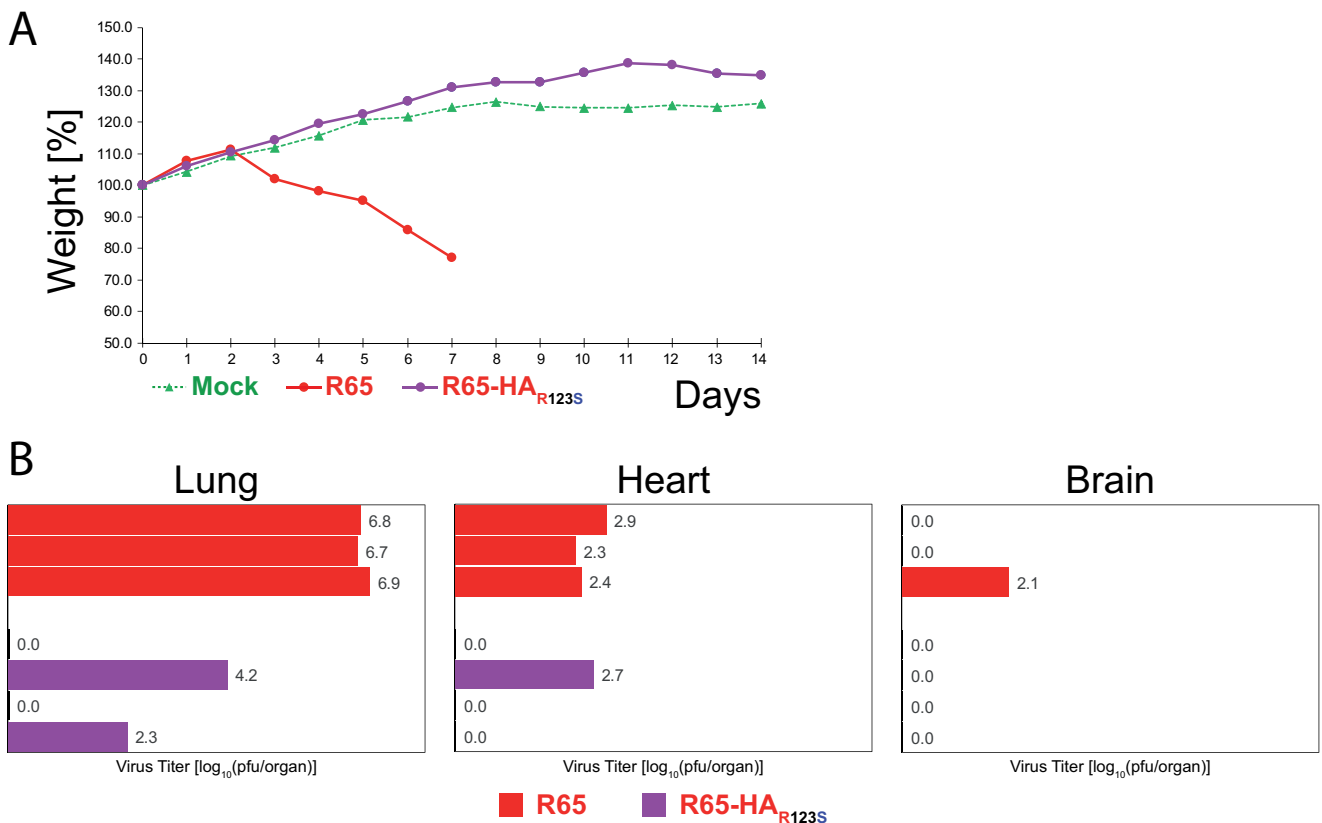 A
Weight [%]
150.0
140.0
130.0
120.0
110.0
100.0
90.0
80.0
70.0
60.0
50.0
0 1 2 3 4 5 6 7 8 9 10 11 12 13 14
Mock R65 R65-HA R123S Days
B
Lung Heart Brain
6.8 2.9 0.0
6.7 2.3 0.0
6.9 2.4 2.1
0.0 0.0 0.0
4.2 2.7 0.0
0.0 0.0 0.0
2.3 0.0 0.0
Virus Titer [log10(pfu/organ)] Virus Titer [log10(pfu/organ)] Virus Titer [log10(pfu/organ)]
R65 R65-HA R123S